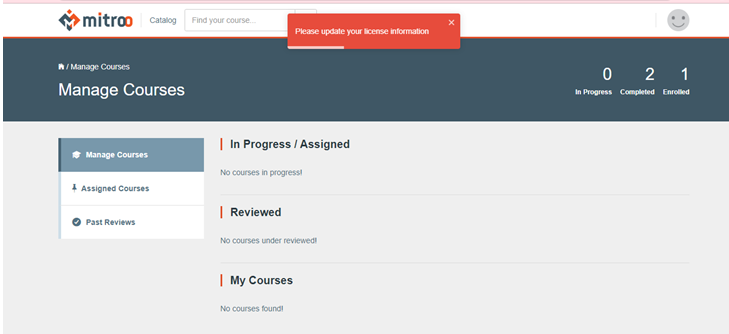 mitroo
Catalog
Find your course...
Please update your license information
×
/ Manage Courses
Manage Courses
0 2 1
In Progress Completed Enrolled
Manage Courses
Assigned Courses
Past Reviews
In Progress / Assigned
No courses in progress!
Reviewed
No courses under reviewed!
My Courses
No courses found!